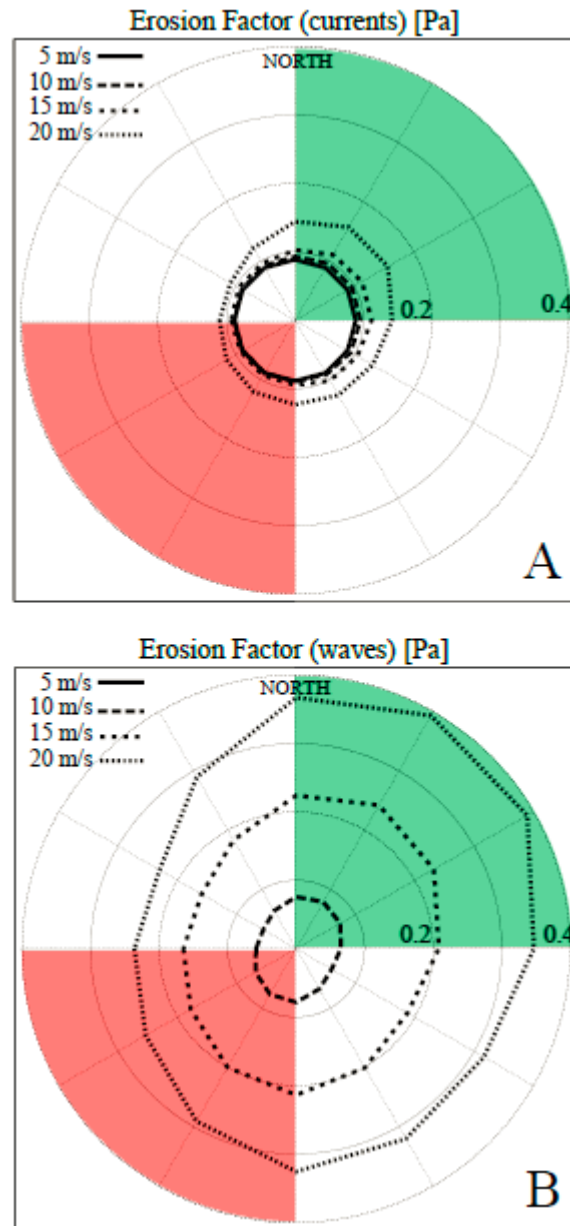 Erosion Factor (currents) [Pa]
5 m/s
10 m/s
15 m/s
20 m/s
NORTH
0.2
0.4
A
Erosion Factor (waves) [Pa]
5 m/s
10 m/s
15 m/s
20 m/s
NORTH
0.2
0.4
B